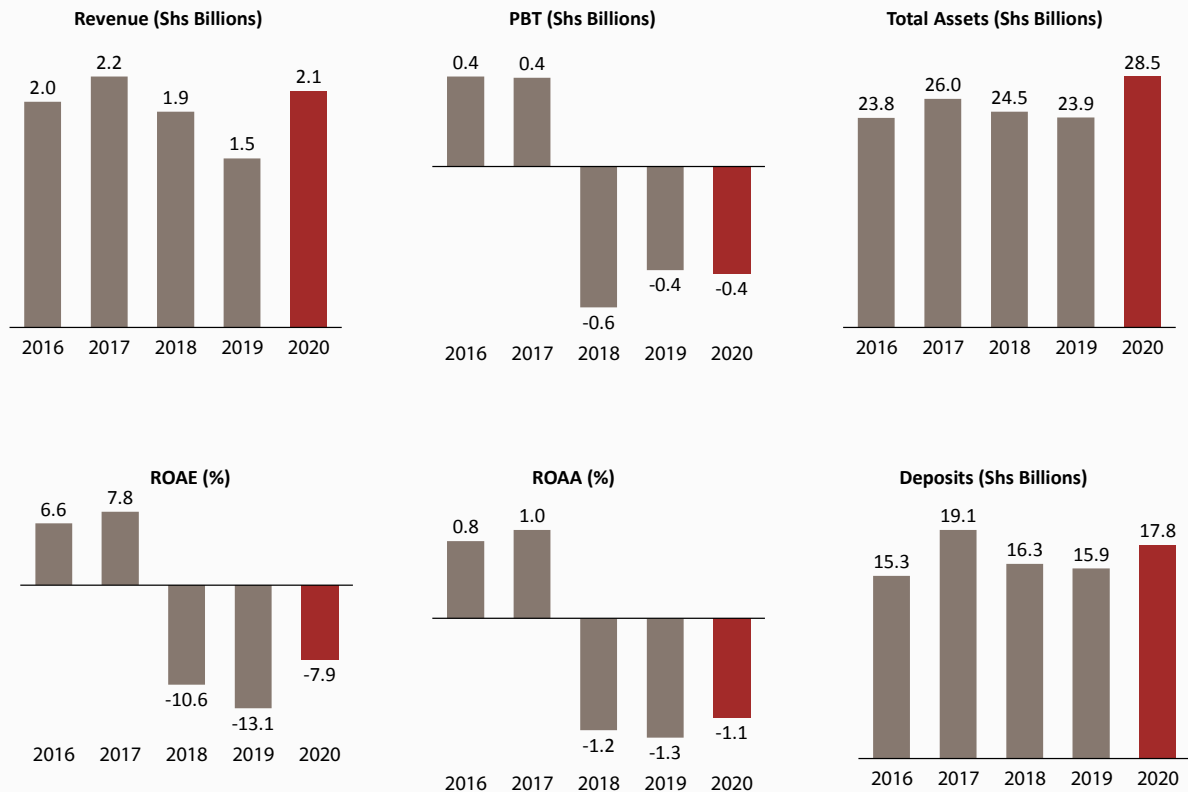 Revenue (Shs Billions)
2.0
2.2
1.9
1.5
2.1
2016 2017 2018 2019 2020
PBT (Shs Billions)
0.4
0.4
-0.6
-0.4
-0.4
2016 2017 2018 2019 2020
Total Assets (Shs Billions)
23.8
26.0
24.5
23.9
28.5
2016 2017 2018 2019 2020
ROAE (%)
6.6
7.8
-10.6
-13.1
-7.9
2016 2017 2018 2019 2020
ROAA (%)
0.8
1.0
-1.2
-1.3
-1.1
2016 2017 2018 2019 2020
Deposits (Shs Billions)
15.3
19.1
16.3
15.9
17.8
2016 2017 2018 2019 2020